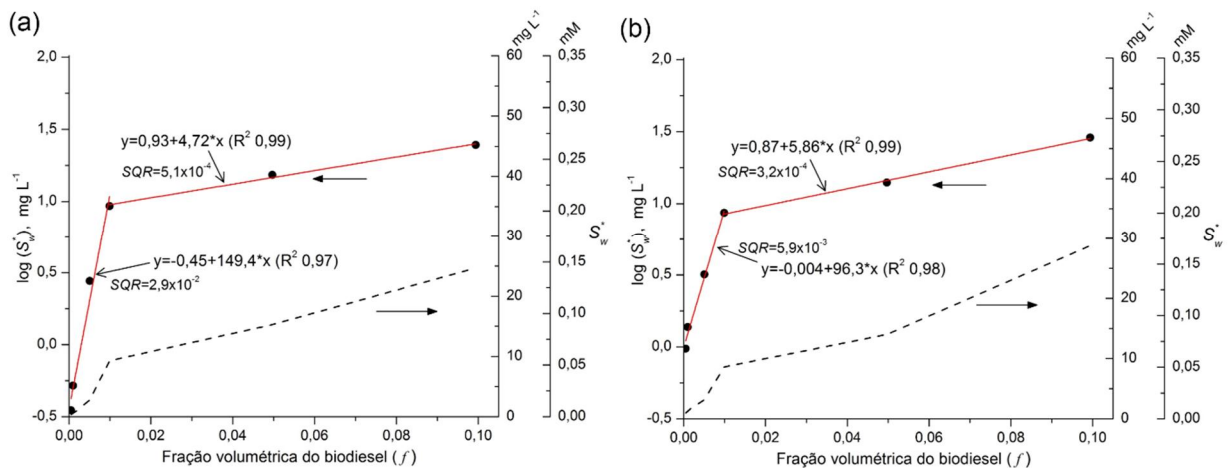 (a)
mg L⁻¹
mM
2,0
1,5
1,0
0,5
0,0
-0,5
log (S*w), mg L⁻¹
y=0,93+4,72*x (R² 0,99)
SQR=5,1x10⁻⁴
y=-0,45+149,4*x (R² 0,97)
SQR=2,9x10⁻²
60
50
40
30
20
10
0
0,35
0,30
0,25
0,20
0,15
0,10
0,05
0,00
S*w
0,00 0,02 0,04 0,06 0,08 0,10
Fração volumétrica do biodiesel (f)
(b)
mg L⁻¹
mM
2,0
1,5
1,0
0,5
0,0
-0,5
log (S*w), mg L⁻¹
y=0,87+5,86*x (R² 0,99)
SQR=3,2x10⁻⁴
SQR=5,9x10⁻³
y=-0,004+96,3*x (R² 0,98)
60
50
40
30
20
10
0
0,35
0,30
0,25
0,20
0,15
0,10
0,05
0,00
S*w
0,00 0,02 0,04 0,06 0,08 0,10
Fração volumétrica do biodiesel (f)